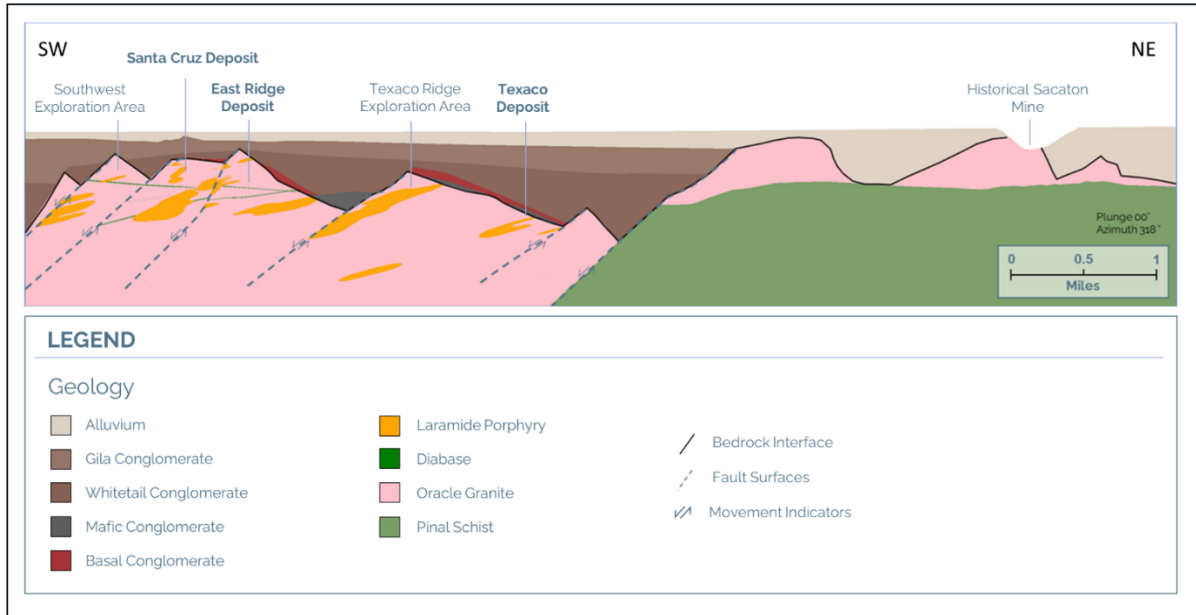 SW
NE
Santa Cruz Deposit
Southwest
Exploration Area
East Ridge
Deposit
Texaco Ridge
Exploration Area
Texaco
Deposit
Historical Sacaton
Mine
Plunge 00°
Azimuth 318°
0 0.5 1
Miles
LEGEND
Geology
Alluvium
Gila Conglomerate
Whitetail Conglomerate
Mafic Conglomerate
Basal Conglomerate
Laramide Porphyry
Diabase
Oracle Granite
Pinal Schist
Bedrock Interface
Fault Surfaces
Movement Indicators